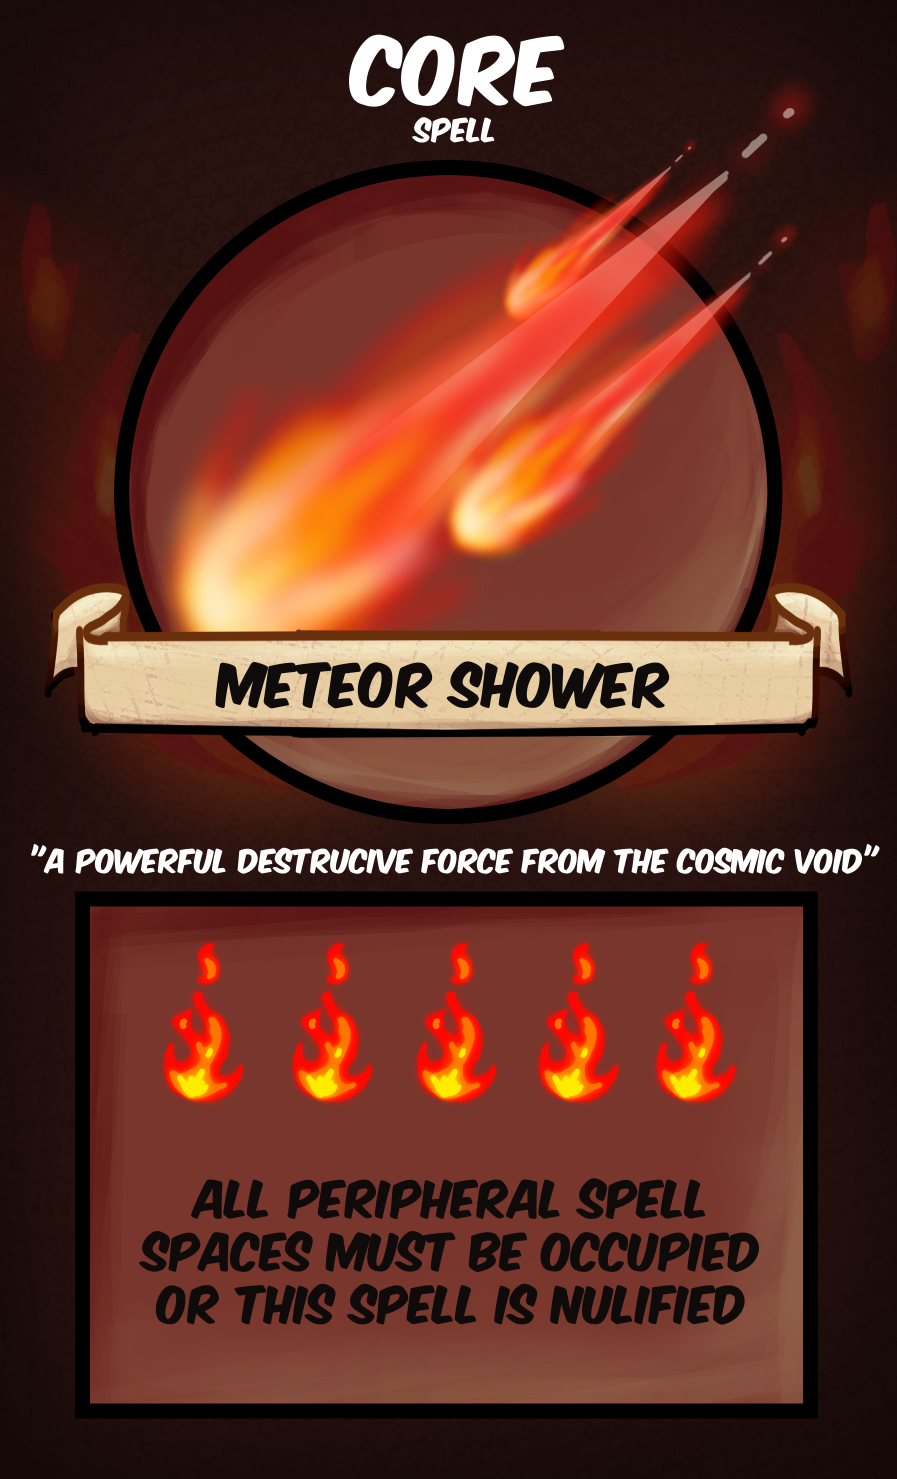 CORE
SPELL
METEOR SHOWER
"A POWERFUL DESTRUCIVE FORCE FROM THE COSMIC VOID"
ALL PERIPHERAL SPELL
SPACES MUST BE OCCUPIED
OR THIS SPELL IS NULIFIED